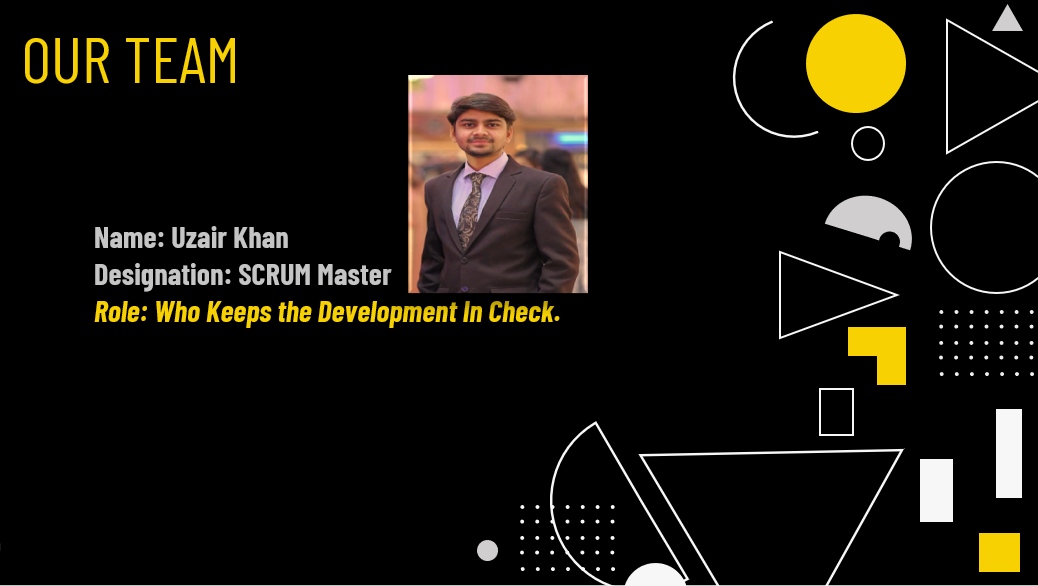 OUR TEAM
Name: Uzair Khan
Designation: SCRUM Master
Role: Who Keeps the Development In Check.